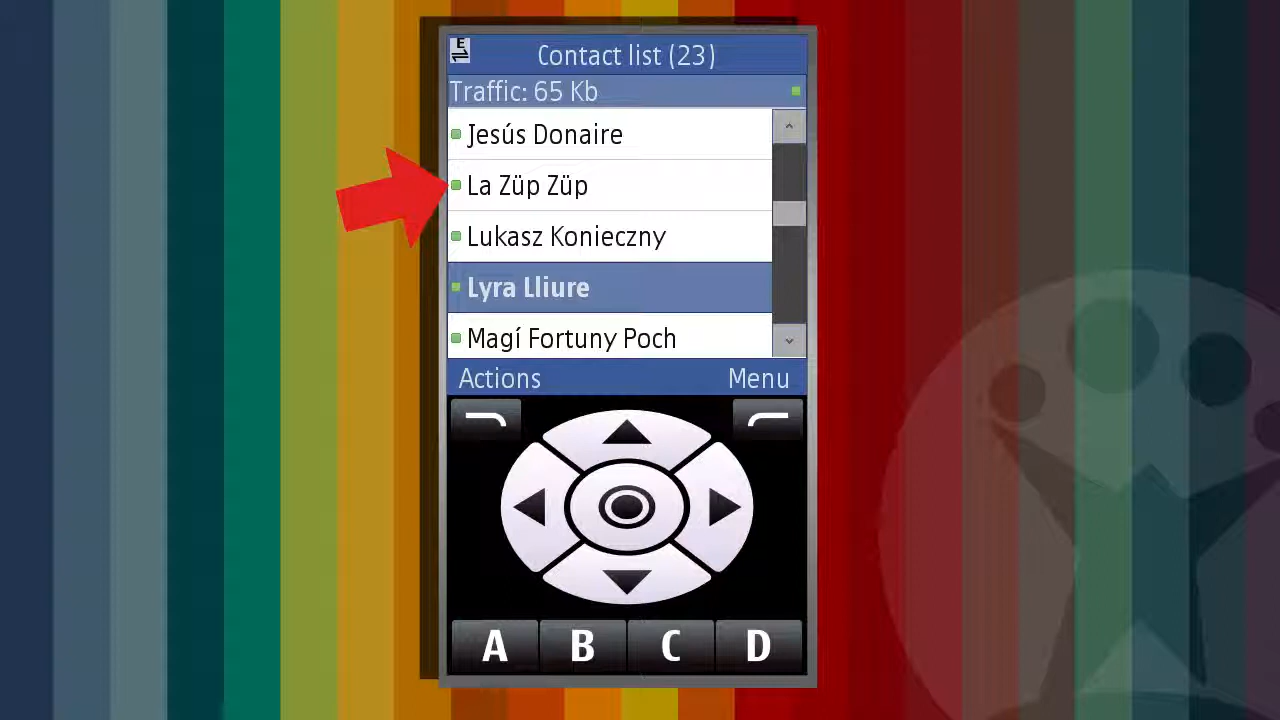 E
Contact list (23)
Traffic: 65 Kb
Jesús Donaire
La Züp Züp
Lukasz Konieczny
Lyra Lliure
Magí Fortuny Poch
Actions Menu
A B C D